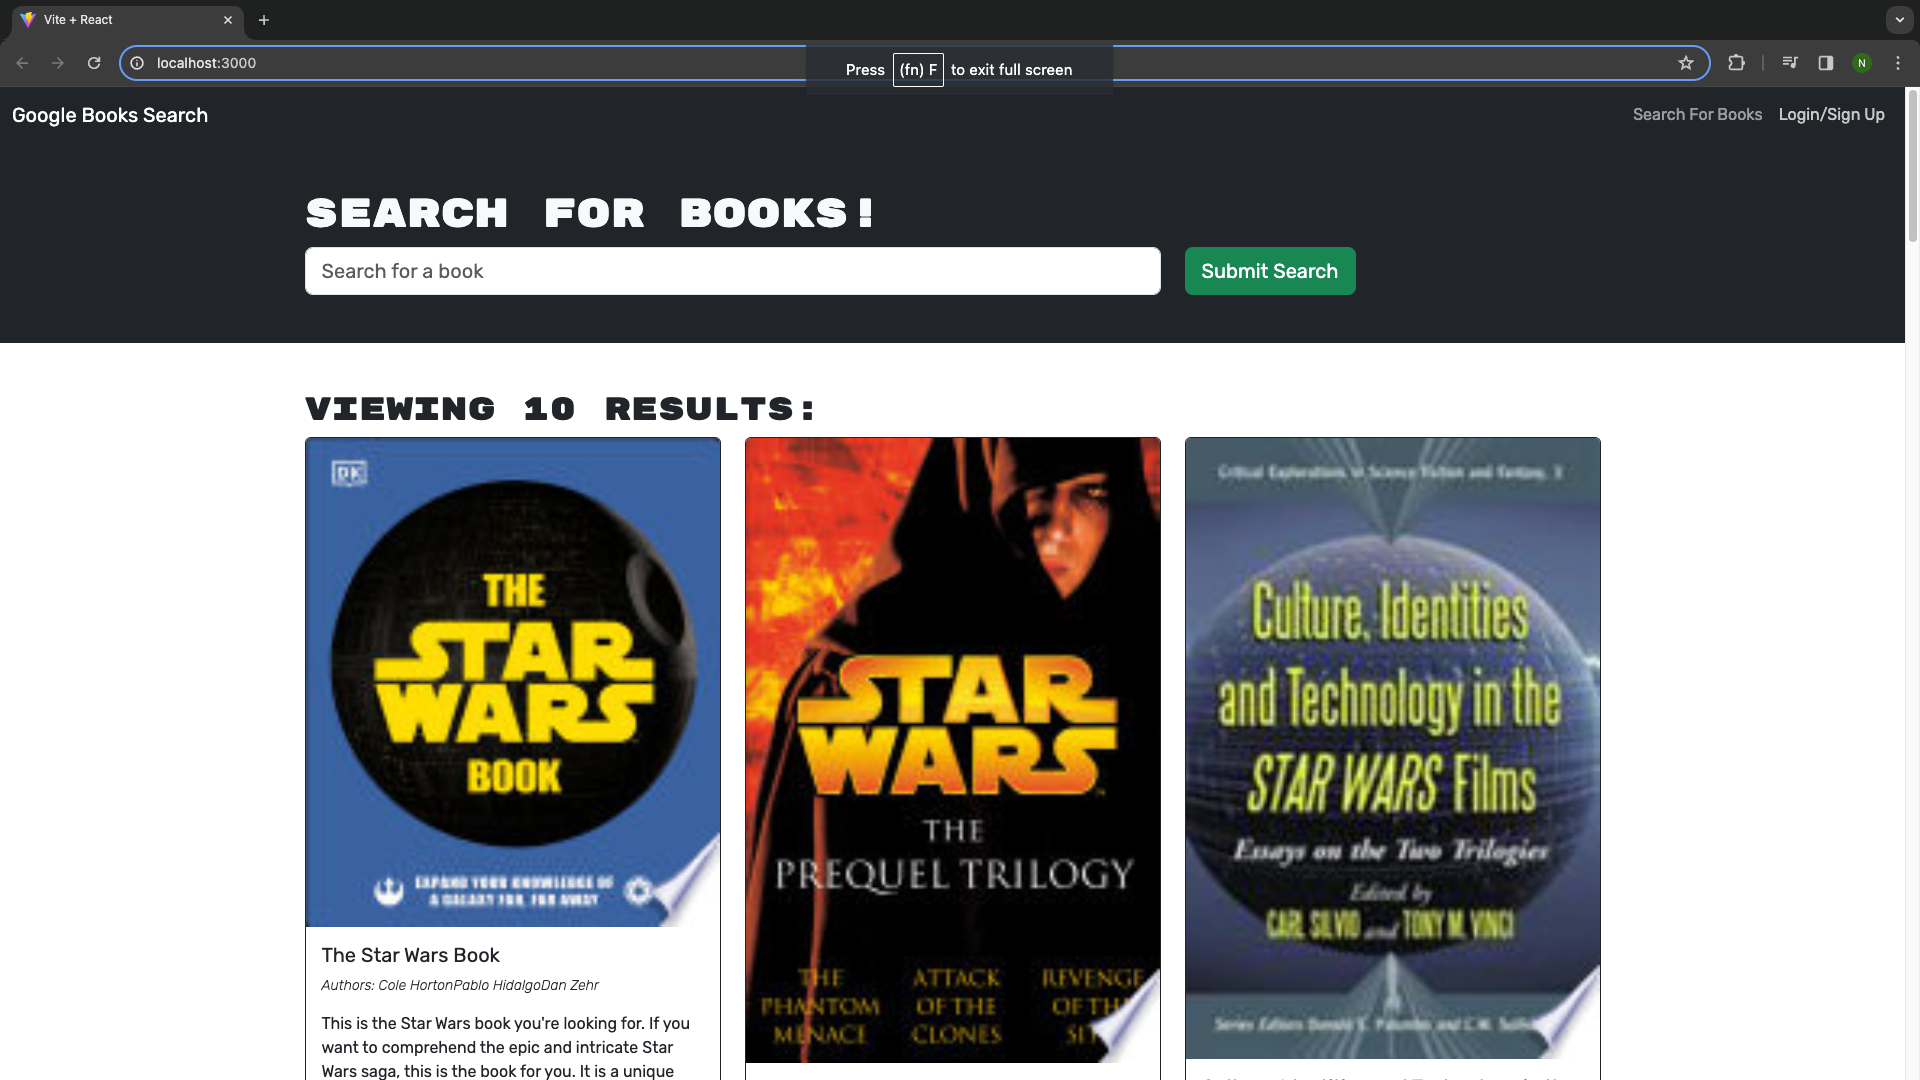 Vite + React
localhost:3000
Press (fn) F to exit full screen
N
Google Books Search
Search For Books
Login/Sign Up
SEARCH FOR BOOKS!
Search for a book
Submit Search
VIEWING 10 RESULTS:
DK
THE
STAR
WARS
BOOK
EXPAND YOUR KNOWLEDGE OF
A GALAXY FAR, FAR AWAY
The Star Wars Book
Authors: Cole HortonPablo HidalgoDan Zehr
This is the Star Wars book you're looking for. If you
want to comprehend the epic and intricate Star
Wars saga, this is the book for you. It is a unique
STAR
WARS
THE
PREQUEL TRILOGY
THE
PHANTOM
MENACE
ATTACK
OF THE
CLONES
REVENGE
OF TH
SIT
Critical Explorations in Science Fiction and Fantasy, 3
Culture, Identities
and Technology in the
STAR WARS Films
Essays on the Two Trilogies
Edited by
CARL SILVIO and TONY M. VINCI
Series Editors Donald E. Palumbo and C.W.